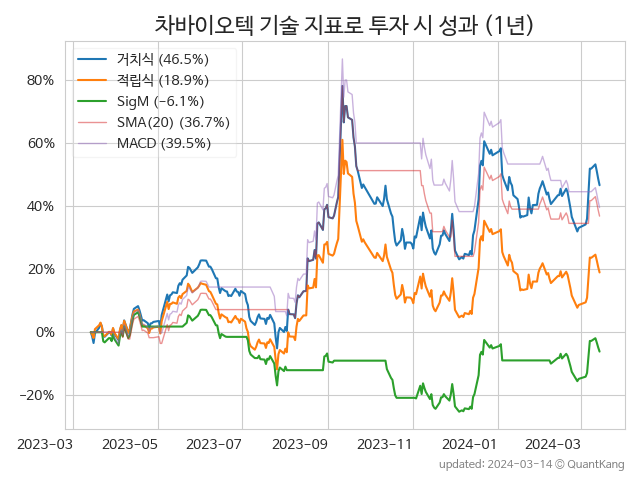 차바이오텍 기술 지표로 투자 시 성과 (1년)
거치식 (46.5%)
적립식 (18.9%)
SigM (−6.1%)
SMA(20) (36.7%)
MACD (39.5%)
80%
60%
40%
20%
0%
−20%
2023-03 2023-05 2023-07 2023-09 2023-11 2024-01 2024-03
updated: 2024-03-14 © QuantKang